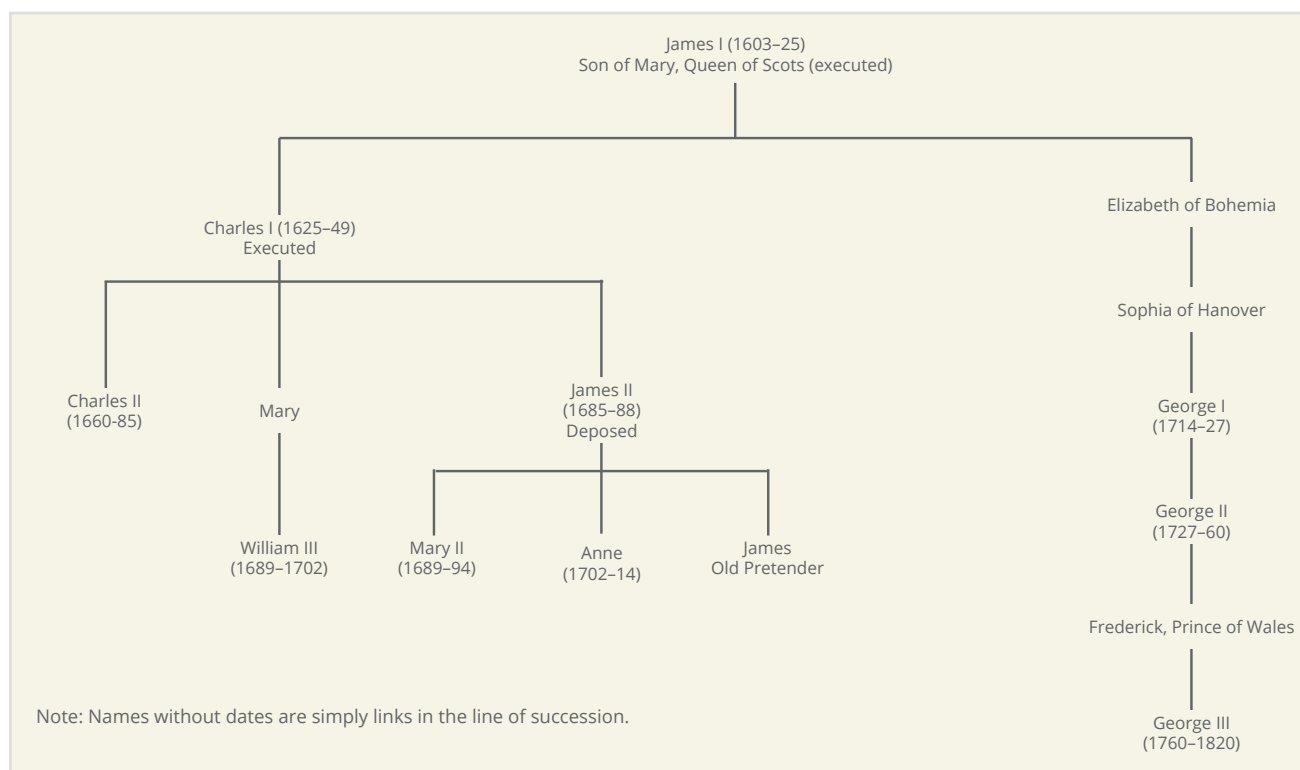 James I (1603–25)
Son of Mary, Queen of Scots (executed)
Charles I (1625–49)
Executed
Elizabeth of Bohemia
Sophia of Hanover
Charles II
(1660-85)
Mary
James II
(1685–88)
Deposed
George I
(1714–27)
William III
(1689–1702)
Mary II
(1689–94)
Anne
(1702–14)
James
Old Pretender
George II
(1727–60)
Frederick, Prince of Wales
George III
(1760–1820)
Note: Names without dates are simply links in the line of succession.